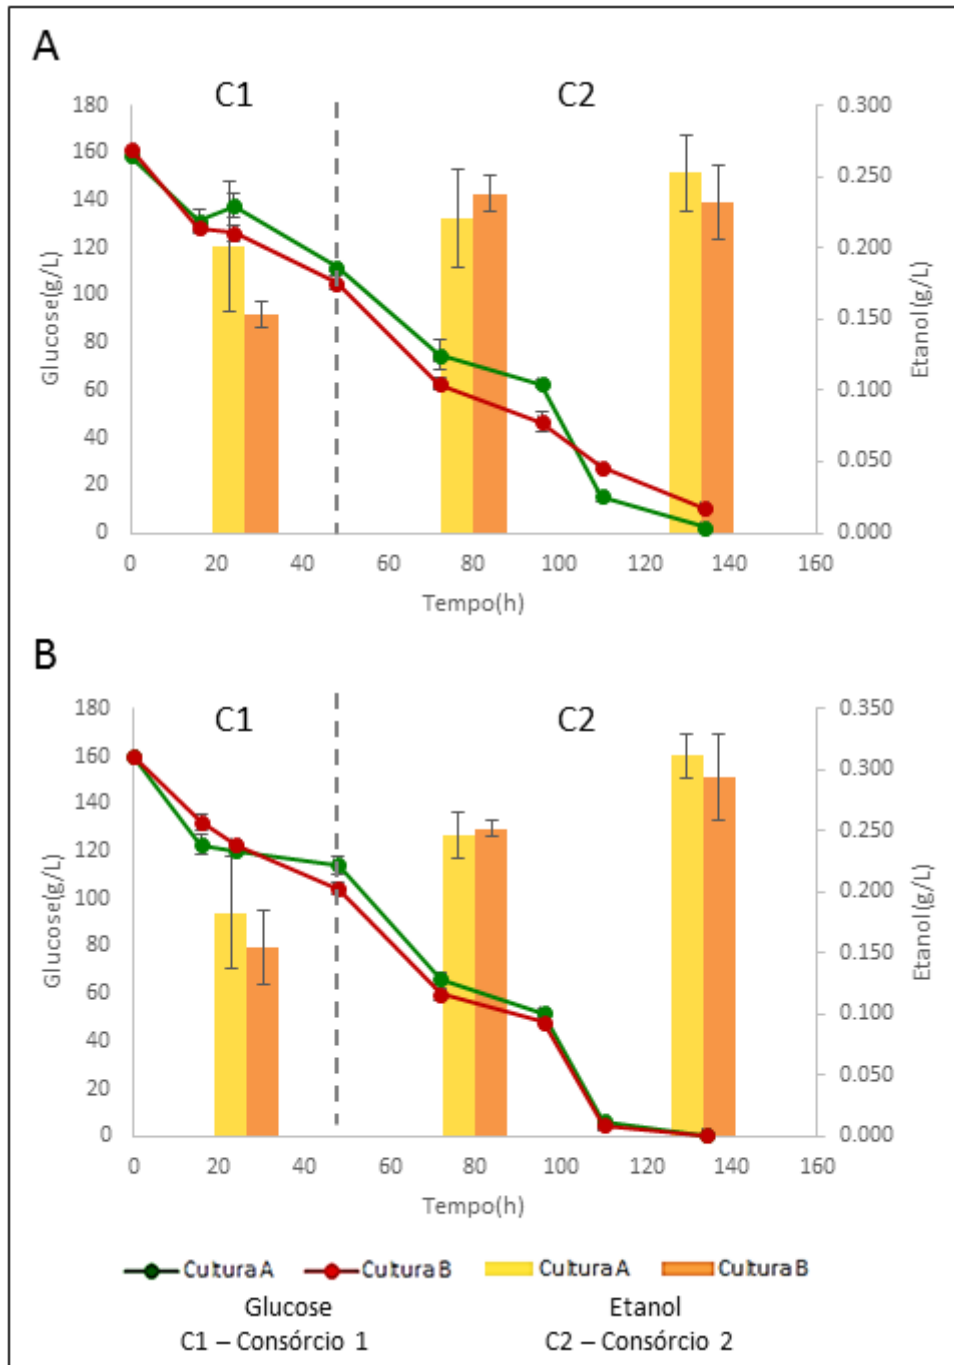 A
C1 C2
180 0.300
160 0.250
140
120 0.200
100 0.150
80
60 0.100
40 0.050
20
0 0.000
0 20 40 60 80 100 120 140 160
Glucose(g/L)
Etanol(g/L)
Tempo(h)
B
C1 C2
180 0.350
160 0.300
140
120 0.250
100 0.200
80 0.150
60
40 0.100
20 0.050
0 0.000
0 20 40 60 80 100 120 140 160
Glucose(g/L)
Etanol(g/L)
Tempo(h)
Cultura A Cultura B Cultura A Cultura B
Glucose Etanol
C1 – Consórcio 1 C2 – Consórcio 2